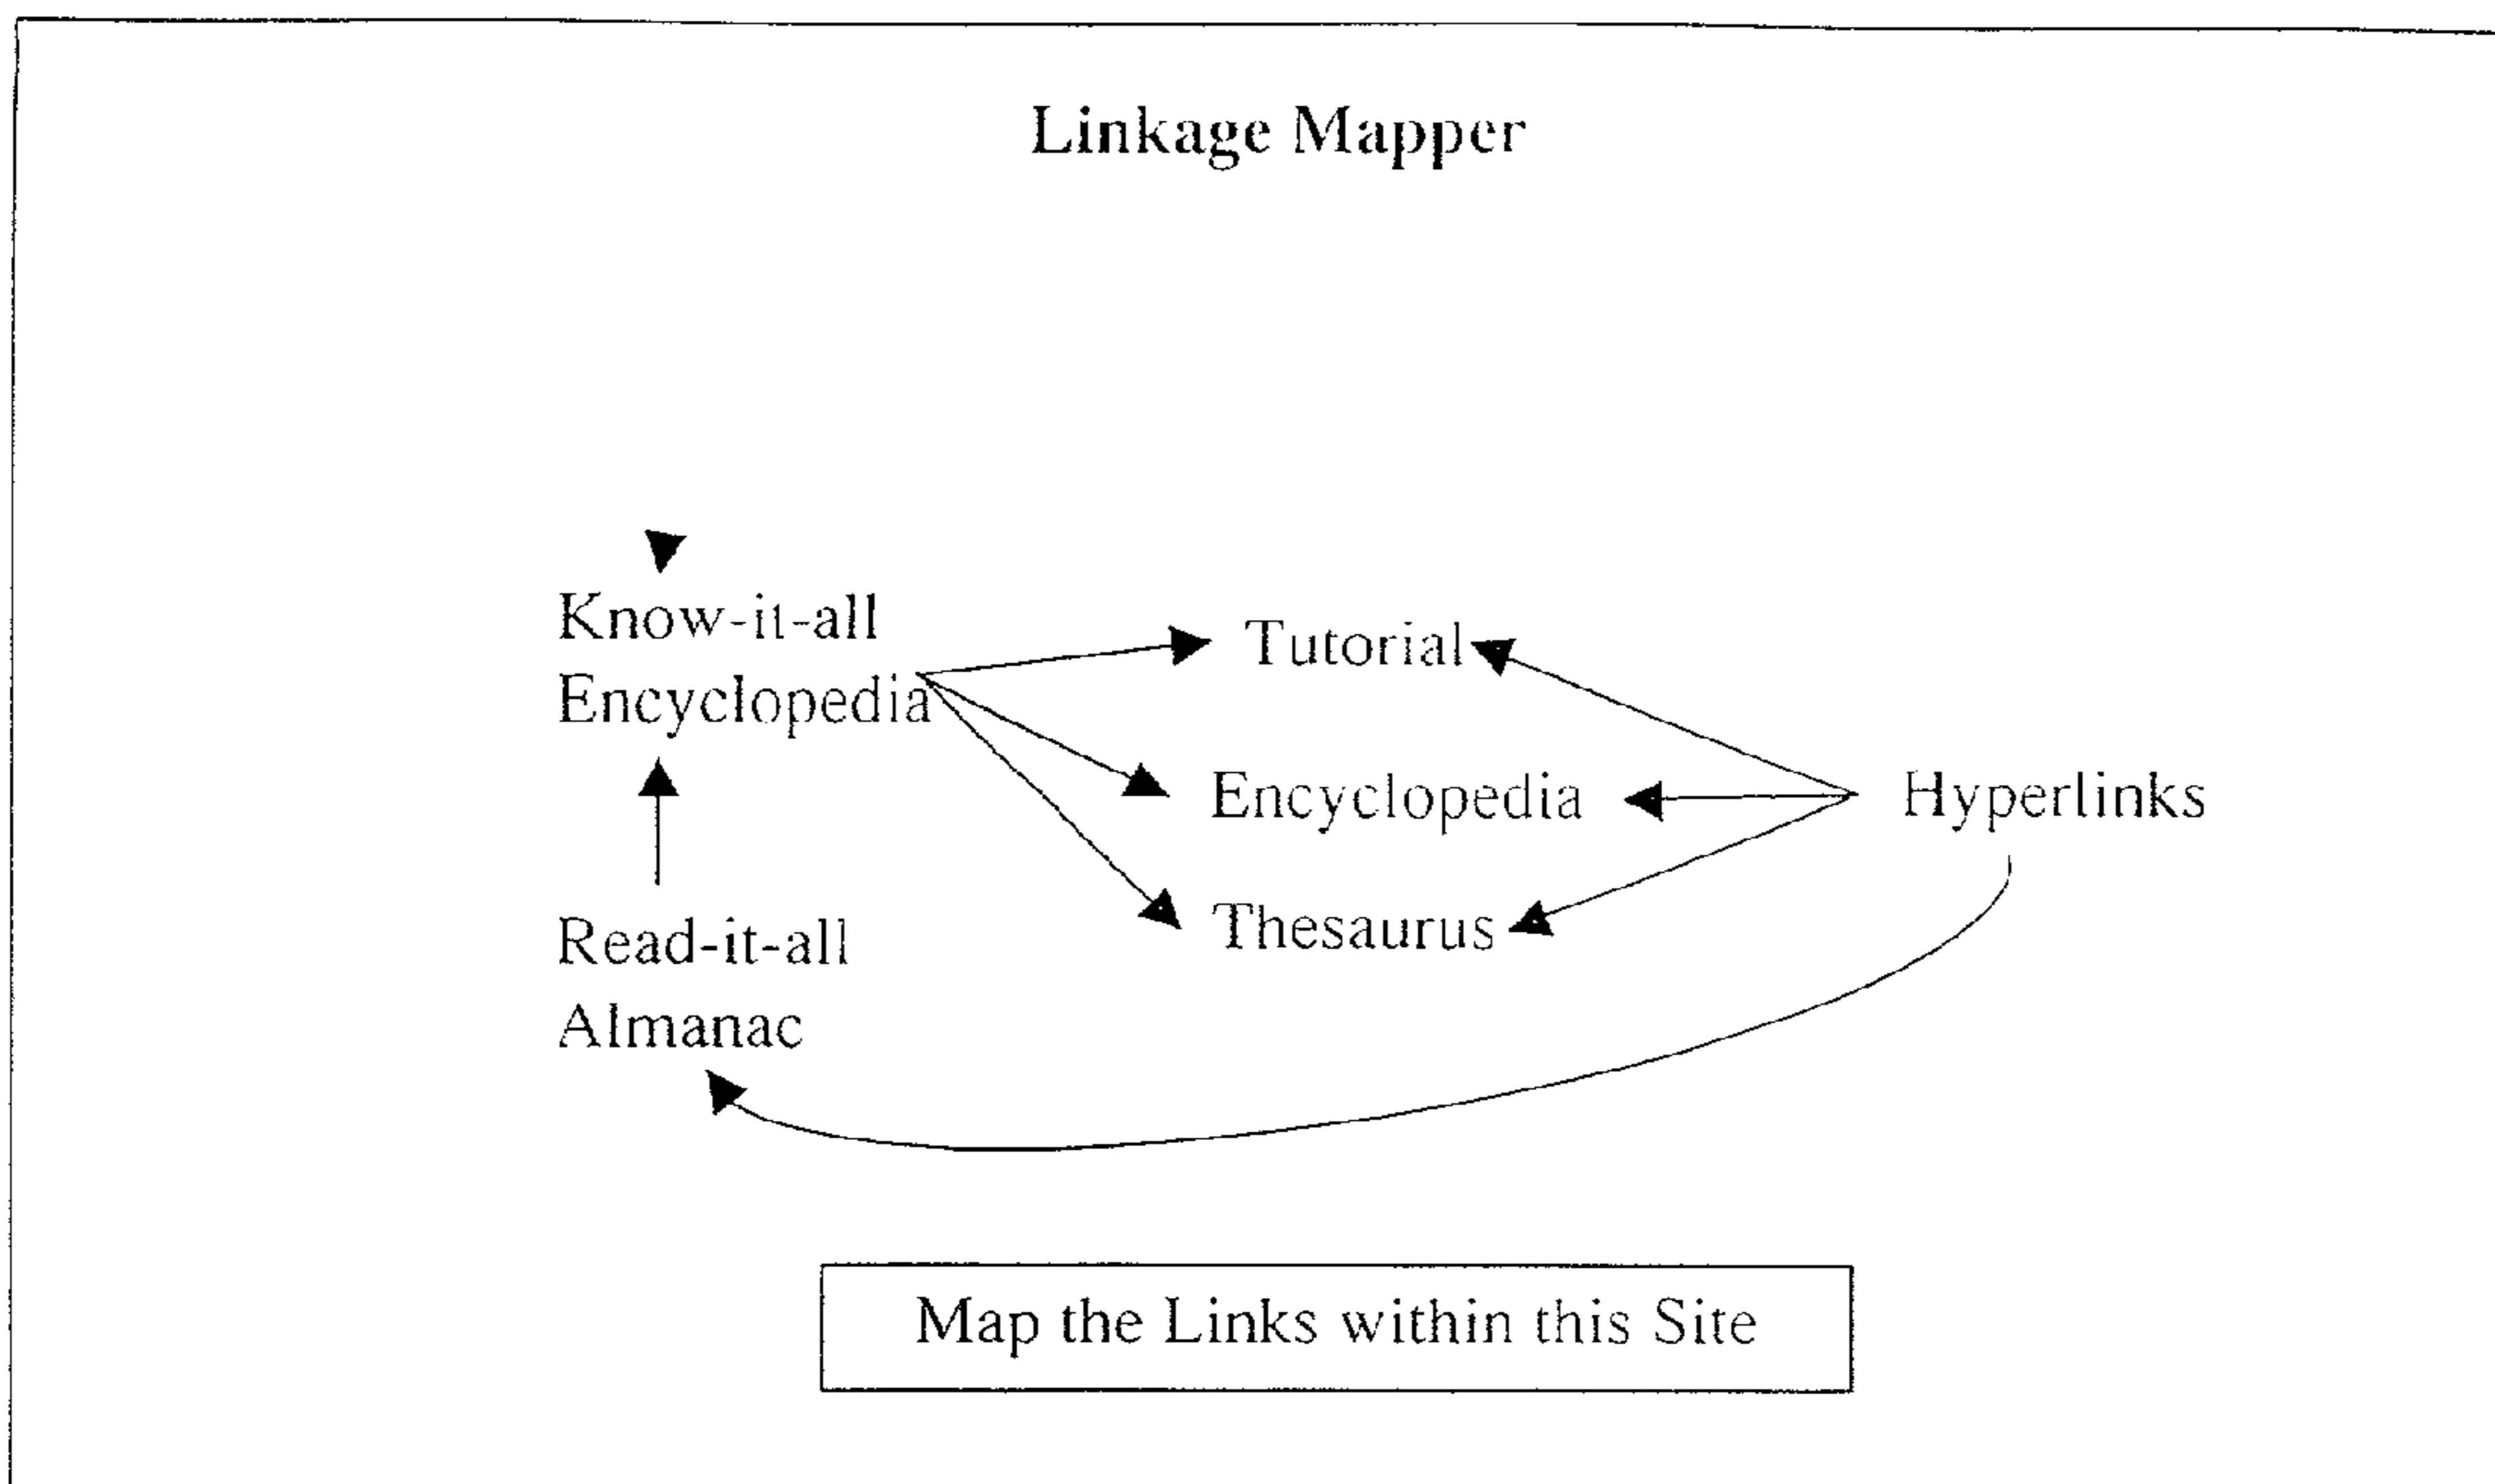 Linkage Mapper
Know-it-all
Encyclopedia
Tutorial
Encyclopedia
Hyperlinks
Thesaurus
Read-it-all
Almanac
Map the Links within this Site